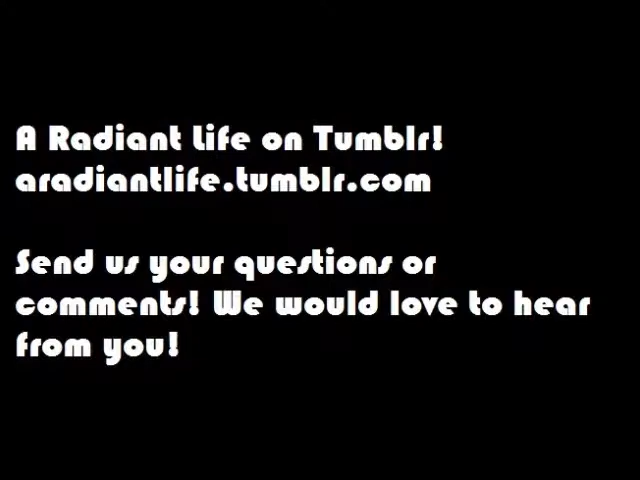 A Radiant Life on Tumblr!
aradiantlife.tumblr.com
Send us your questions or
comments! We would love to hear
from you!